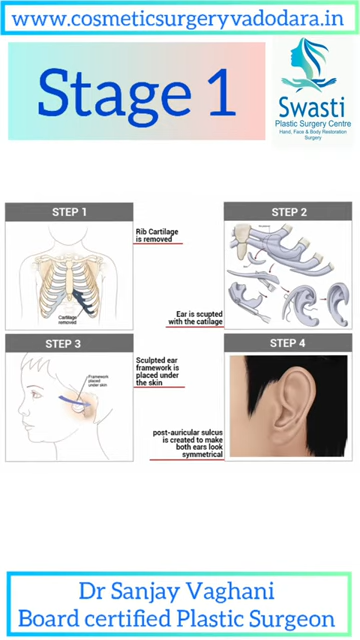 www.cosmeticsurgeryvadodara.in
Stage 1
Swasti
Plastic Surgery Centre
Hand, Face & Body Restoration
Surgery
STEP 1
Cartilage
removed
Rib Cartilage
is removed
STEP 2
Ear is scupted
with the catilage
STEP 3
Framework
placed
under skin
Sculpted ear
framework is
placed under
the skin
STEP 4
post-auricular sulcus
is created to make
both ears look
symmetrical
Dr Sanjay Vaghani
Board certified Plastic Surgeon